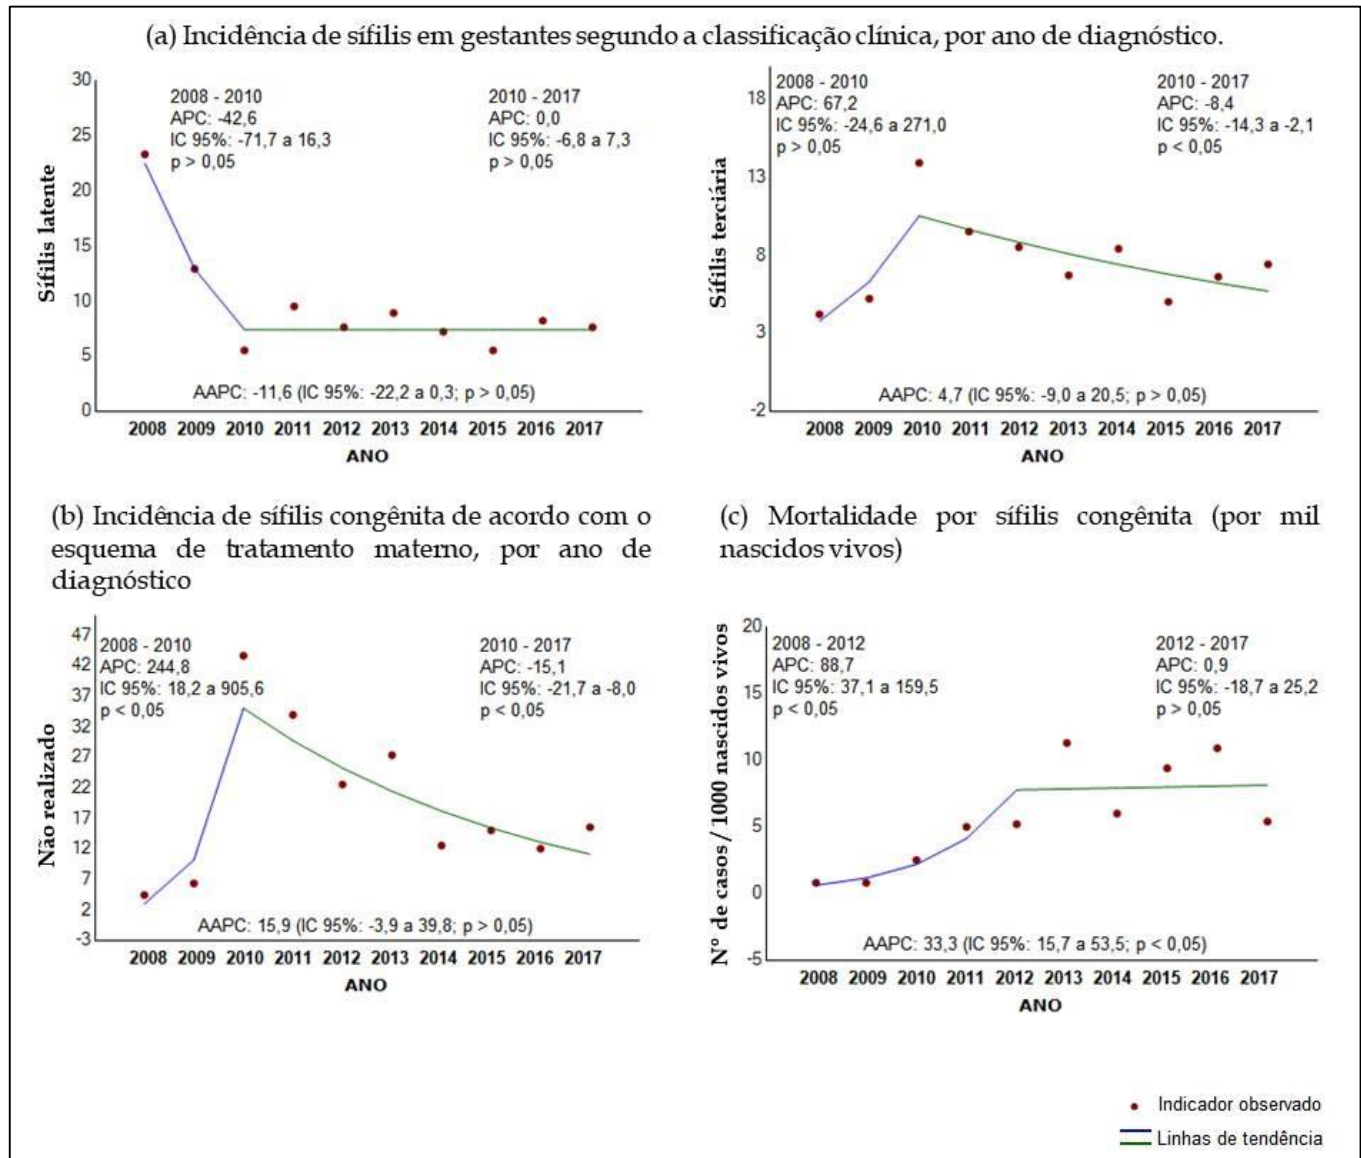 (a) Incidência de sífilis em gestantes segundo a classificação clínica, por ano de diagnóstico.
Sífilis latente
30
25
20
15
10
5
0
2008 - 2010
APC: -42,6
IC 95%: -71,7 a 16,3
p > 0,05
2010 - 2017
APC: 0,0
IC 95%: -6,8 a 7,3
p > 0,05
AAPC: -11,6 (IC 95%: -22,2 a 0,3; p > 0,05)
2008 2009 2010 2011 2012 2013 2014 2015 2016 2017
ANO
Sífilis terciária
18
13
8
3
-2
2008 - 2010
APC: 67,2
IC 95%: -24,6 a 271,0
p > 0,05
2010 - 2017
APC: -8,4
IC 95%: -14,3 a -2,1
p < 0,05
AAPC: 4,7 (IC 95%: -9,0 a 20,5; p > 0,05)
2008 2009 2010 2011 2012 2013 2014 2015 2016 2017
ANO
(b) Incidência de sífilis congênita de acordo com o
esquema de tratamento materno, por ano de
diagnóstico
Não realizado
47
42
37
32
27
22
17
12
7
2
-3
2008 - 2010
APC: 244,8
IC 95%: 18,2 a 905,6
p < 0,05
2010 - 2017
APC: -15,1
IC 95%: -21,7 a -8,0
p < 0,05
AAPC: 15,9 (IC 95%: -3,9 a 39,8; p > 0,05)
2008 2009 2010 2011 2012 2013 2014 2015 2016 2017
ANO
(c) Mortalidade por sífilis congênita (por mil
nascidos vivos)
N° de casos / 1000 nascidos vivos
20
15
10
5
0
-5
2008 - 2012
APC: 88,7
IC 95%: 37,1 a 159,5
p < 0,05
2012 - 2017
APC: 0,9
IC 95%: -18,7 a 25,2
p > 0,05
AAPC: 33,3 (IC 95%: 15,7 a 53,5; p < 0,05)
2008 2009 2010 2011 2012 2013 2014 2015 2016 2017
ANO
Indicador observado
Linhas de tendência